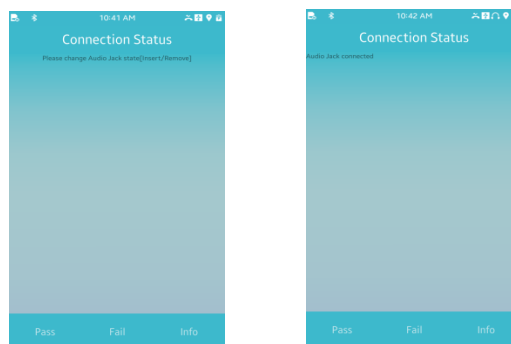 10:41 AM
Connection Status
Please change Audio Jack state[Insert/Remove]
Pass Fail Info
10:42 AM
Connection Status
Audio Jack connected
Pass Fail Info